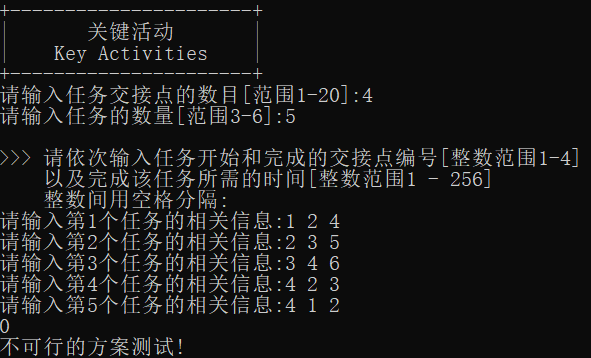 +----------------------+
|       关键活动       |
|    Key Activities    |
+----------------------+
请输入任务交接点的数目[范围1-20]:4
请输入任务的数量[范围3-6]:5
>>> 请依次输入任务开始和完成的交接点编号[整数范围1-4]
以及完成该任务所需的时间[整数范围1 - 256]
整数间用空格分隔:
请输入第1个任务的相关信息:1 2 4
请输入第2个任务的相关信息:2 3 5
请输入第3个任务的相关信息:3 4 6
请输入第4个任务的相关信息:4 2 3
请输入第5个任务的相关信息:4 1 2
0
不可行的方案测试!